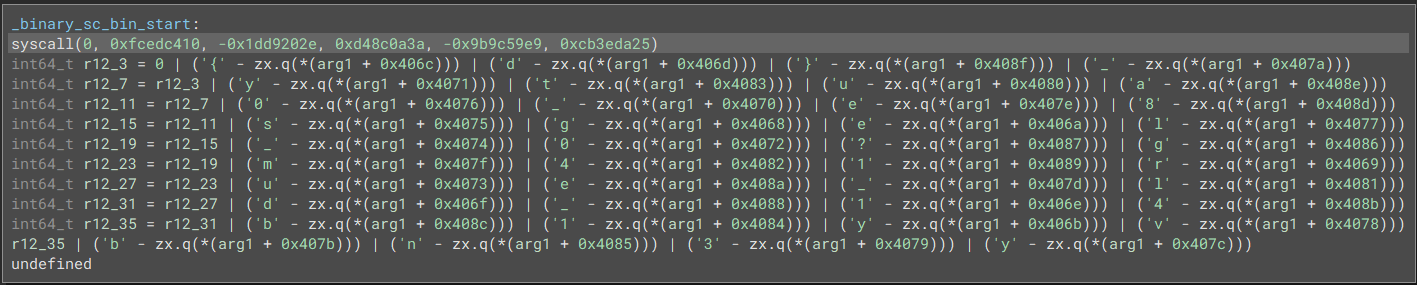 _binary_sc_bin_start:
syscall(0, 0xfcedc410, -0x1dd9202e, 0xd48c0a3a, -0x9b9c59e9, 0xcb3eda25)
int64_t r12_3 = 0 | ('{' - zx.q(*(arg1 + 0x406c))) | ('d' - zx.q(*(arg1 + 0x406d))) | ('}' - zx.q(*(arg1 + 0x408f))) | ('_' - zx.q(*(arg1 + 0x407a)))
int64_t r12_7 = r12_3 | ('y' - zx.q(*(arg1 + 0x4071))) | ('t' - zx.q(*(arg1 + 0x4083))) | ('u' - zx.q(*(arg1 + 0x4080))) | ('a' - zx.q(*(arg1 + 0x408e)))
int64_t r12_11 = r12_7 | ('0' - zx.q(*(arg1 + 0x4076))) | ('_' - zx.q(*(arg1 + 0x4070))) | ('e' - zx.q(*(arg1 + 0x407e))) | ('8' - zx.q(*(arg1 + 0x408d)))
int64_t r12_15 = r12_11 | ('s' - zx.q(*(arg1 + 0x4075))) | ('g' - zx.q(*(arg1 + 0x4068))) | ('e' - zx.q(*(arg1 + 0x406a))) | ('l' - zx.q(*(arg1 + 0x4077)))
int64_t r12_19 = r12_15 | ('_' - zx.q(*(arg1 + 0x4074))) | ('0' - zx.q(*(arg1 + 0x4072))) | ('?' - zx.q(*(arg1 + 0x4087))) | ('g' - zx.q(*(arg1 + 0x4086)))
int64_t r12_23 = r12_19 | ('m' - zx.q(*(arg1 + 0x407f))) | ('4' - zx.q(*(arg1 + 0x4082))) | ('1' - zx.q(*(arg1 + 0x4089))) | ('r' - zx.q(*(arg1 + 0x4069)))
int64_t r12_27 = r12_23 | ('u' - zx.q(*(arg1 + 0x4073))) | ('e' - zx.q(*(arg1 + 0x408a))) | ('_' - zx.q(*(arg1 + 0x407d))) | ('l' - zx.q(*(arg1 + 0x4081)))
int64_t r12_31 = r12_27 | ('d' - zx.q(*(arg1 + 0x406f))) | ('_' - zx.q(*(arg1 + 0x4088))) | ('1' - zx.q(*(arg1 + 0x406e))) | ('4' - zx.q(*(arg1 + 0x408b)))
int64_t r12_35 = r12_31 | ('b' - zx.q(*(arg1 + 0x408c))) | ('1' - zx.q(*(arg1 + 0x4084))) | ('y' - zx.q(*(arg1 + 0x406b))) | ('v' - zx.q(*(arg1 + 0x4078)))
r12_35 | ('b' - zx.q(*(arg1 + 0x407b))) | ('n' - zx.q(*(arg1 + 0x4085))) | ('3' - zx.q(*(arg1 + 0x4079))) | ('y' - zx.q(*(arg1 + 0x407c)))
undefined